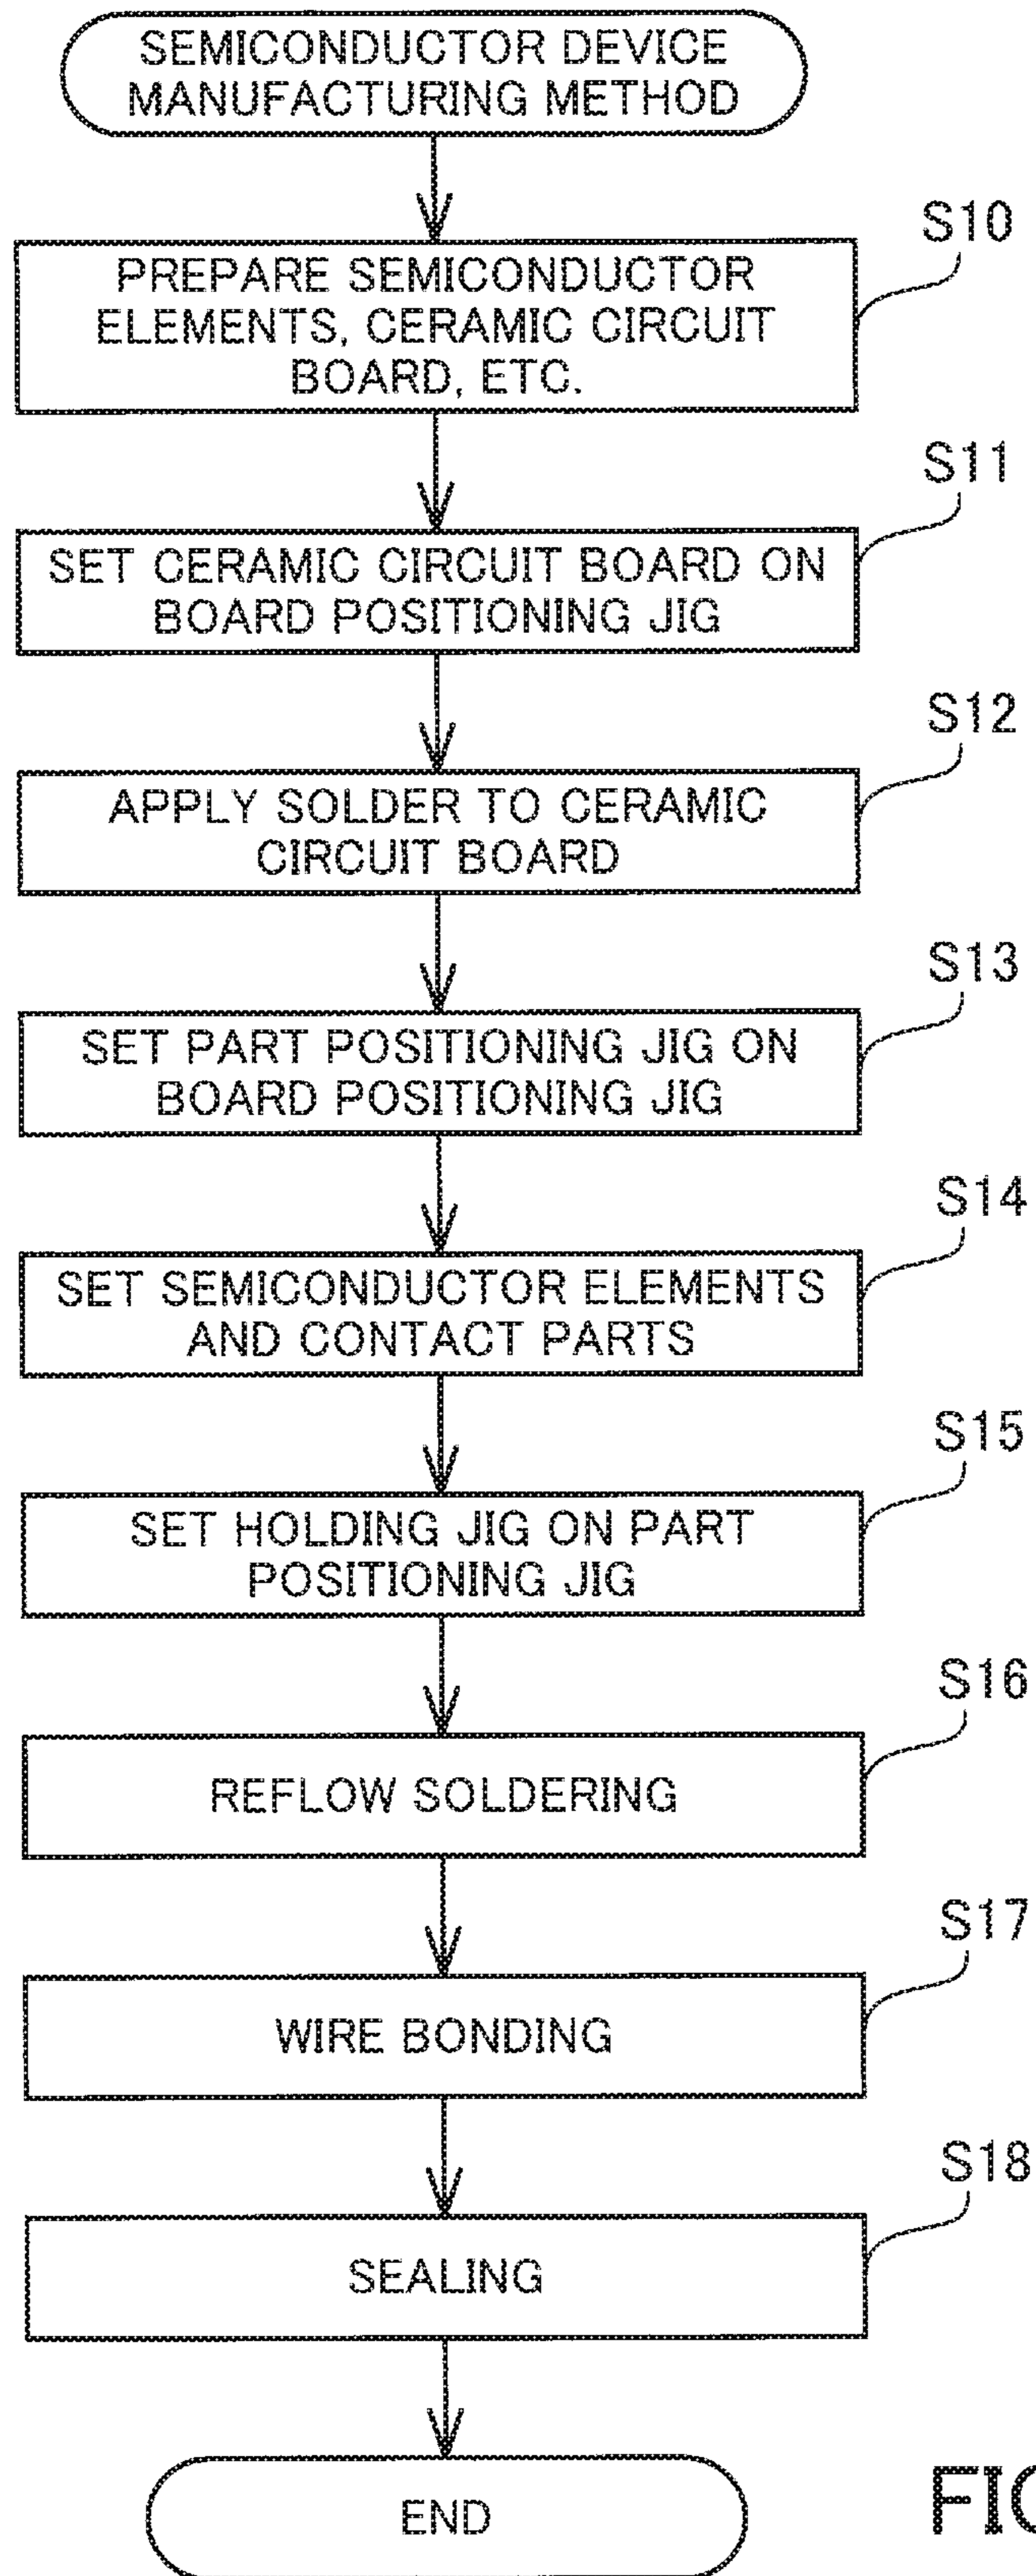 SEMICONDUCTOR DEVICE
MANUFACTURING METHOD
S10
PREPARE SEMICONDUCTOR
ELEMENTS, CERAMIC CIRCUIT
BOARD, ETC.
S11
SET CERAMIC CIRCUIT BOARD ON
BOARD POSITIONING JIG
S12
APPLY SOLDER TO CERAMIC
CIRCUIT BOARD
S13
SET PART POSITIONING JIG ON
BOARD POSITIONING JIG
S14
SET SEMICONDUCTOR ELEMENTS
AND CONTACT PARTS
S15
SET HOLDING JIG ON PART
POSITIONING JIG
S16
REFLOW SOLDERING
S17
WIRE BONDING
S18
SEALING
END